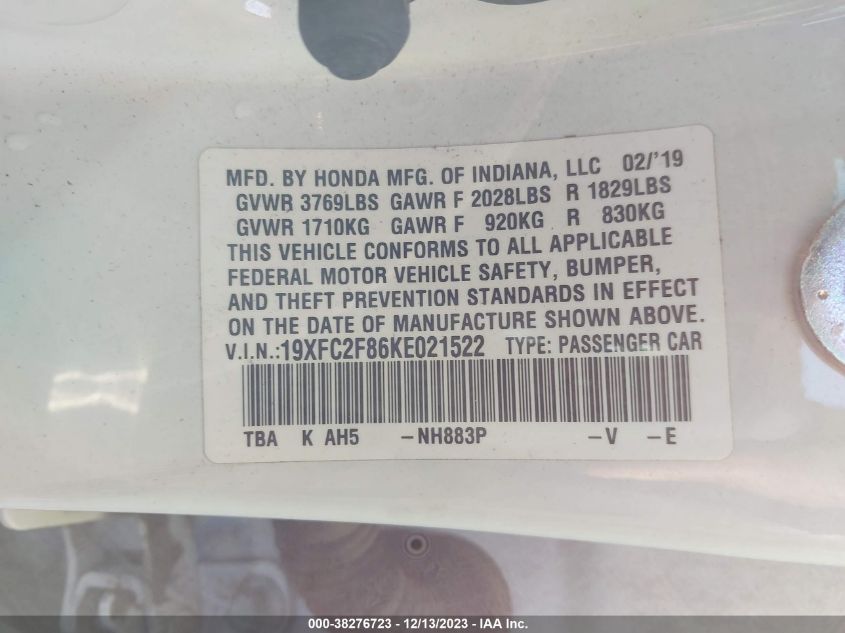 MFD. BY HONDA MFG. OF INDIANA, LLC 02/'19
GVWR 3769LBS GAWR F 2028LBS R 1829LBS
GVWR 1710KG GAWR F 920KG R 830KG
THIS VEHICLE CONFORMS TO ALL APPLICABLE
FEDERAL MOTOR VEHICLE SAFETY, BUMPER,
AND THEFT PREVENTION STANDARDS IN EFFECT
ON THE DATE OF MANUFACTURE SHOWN ABOVE.
V.I.N.:19XFC2F86KE021522 TYPE: PASSENGER CAR
TBA K AH5 –NH883P –V –E
000-38276723 - 12/13/2023 - IAA Inc.